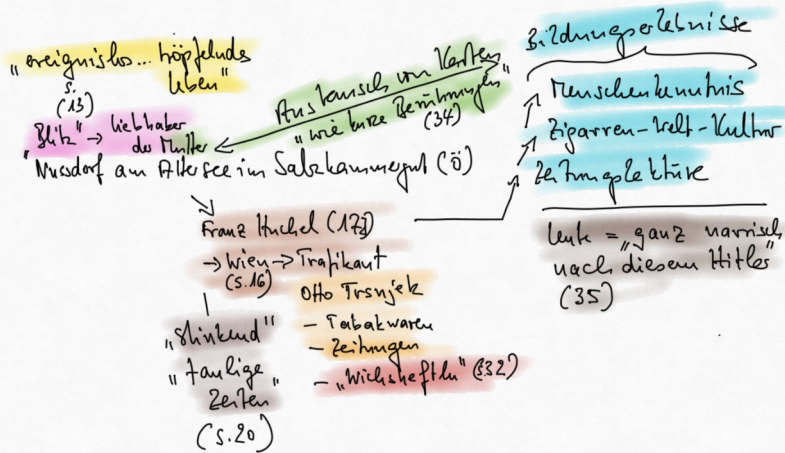 „ereignislos... tröpfelndes
Leben"
S.
(13)
„Blitz" → Liebhaber
der Mutter
Nussdorf am Attersee im Salzkammergut (Ö)
Austausch von Karten
„wie kurze Berührungen"
(34)
Bildungserlebnisse
Menschenkenntnis
Zigarren-Welt-Kultur
Zeitungslektüre
Leute = „ganz narrisch
nach diesem Hitler"
(35)
Franz Huchel (17j)
→ Wien → Trafikant
(S.16)
Otto Trsnjek
- Tabakwaren
- Zeitungen
- „Wichsheftln" (S.32)
„stinkend"
„faulige
Zeiten"
(S.20)